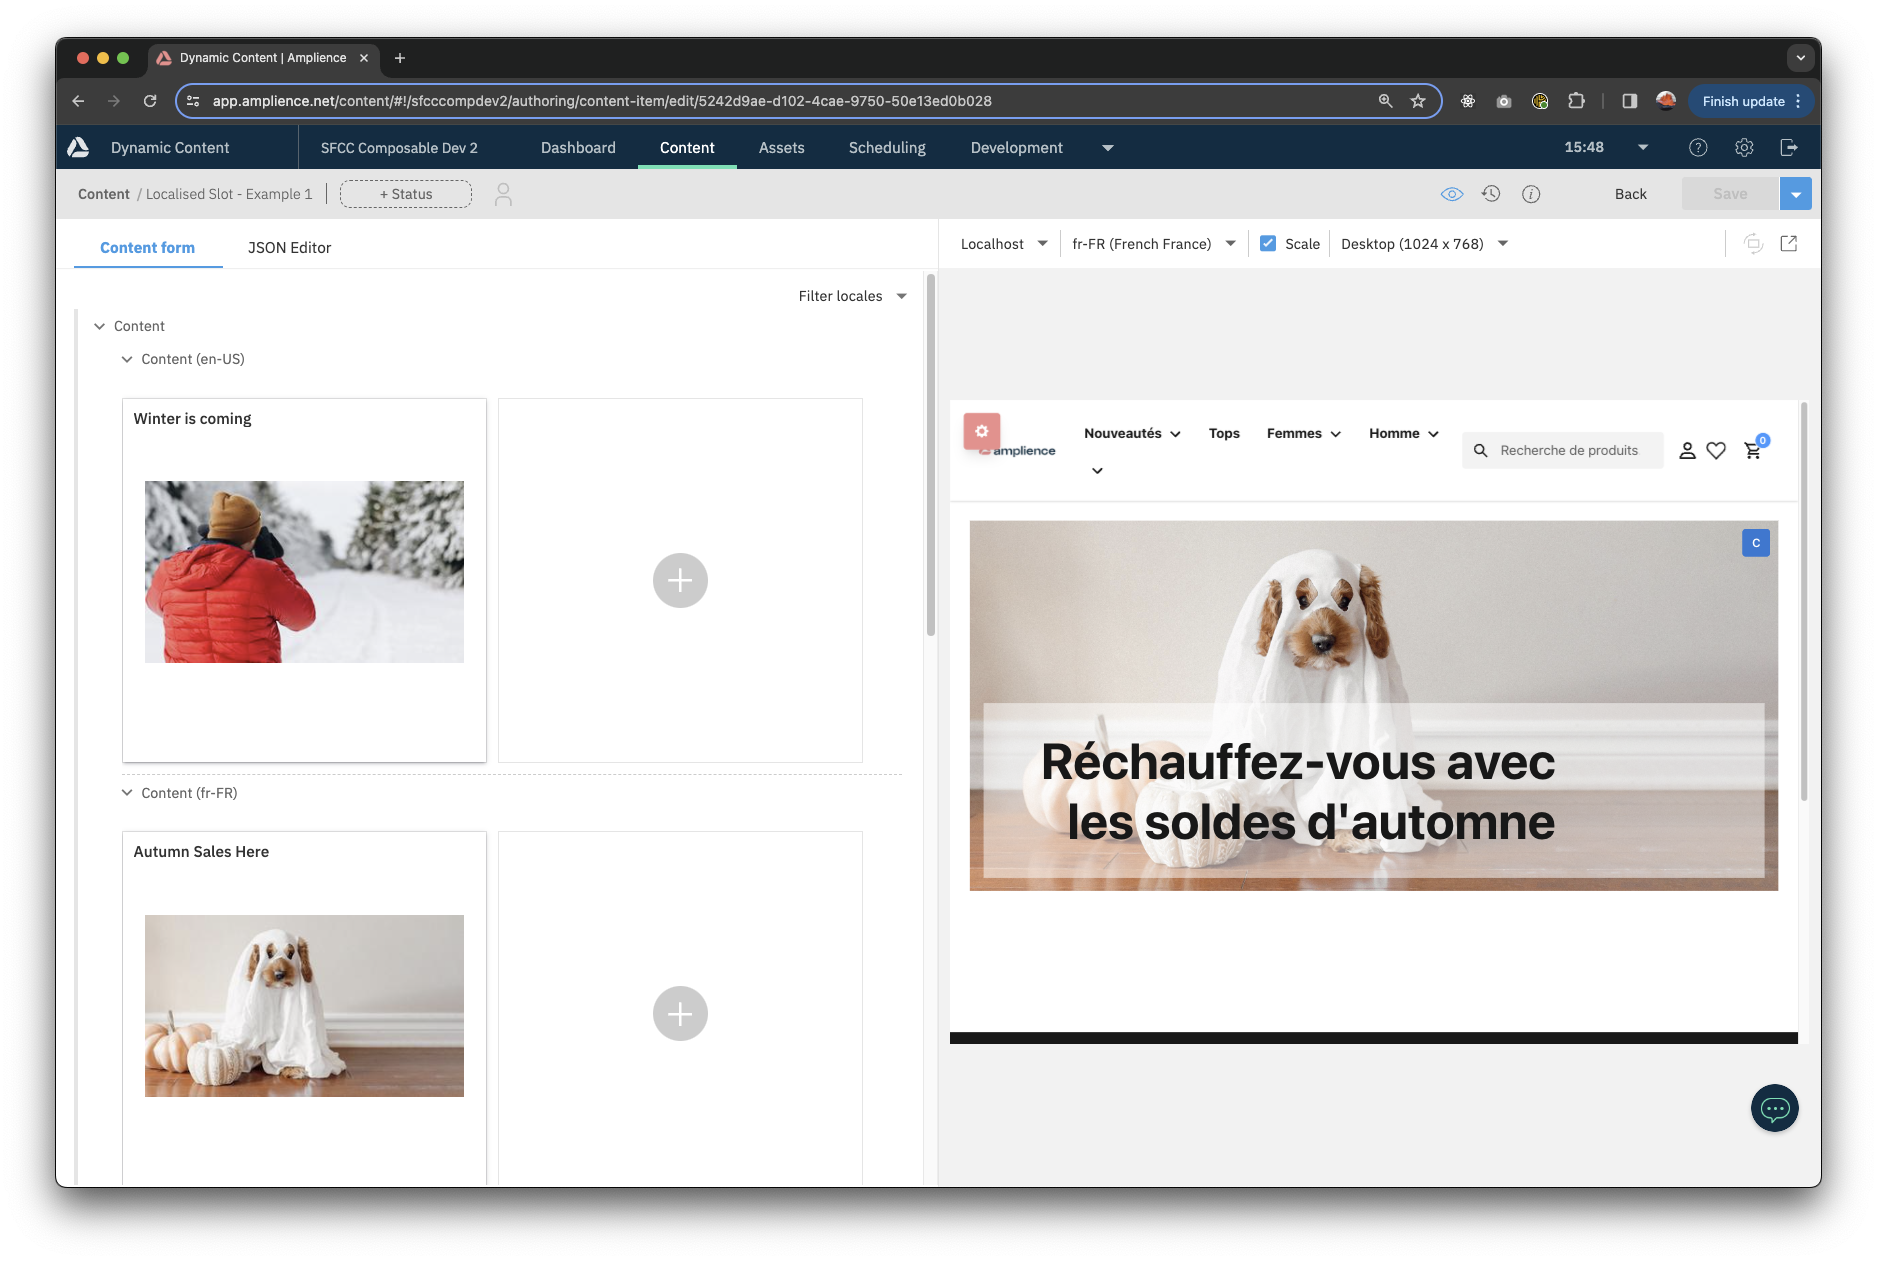 Dynamic Content | Amplience
app.amplience.net/content/#!/sfcccompdev2/authoring/content-item/edit/5242d9ae-d102-4cae-9750-50e13ed0b028
Finish update
Dynamic Content
SFCC Composable Dev 2
Dashboard
Content
Assets
Scheduling
Development
15:48
Content / Localised Slot - Example 1
+ Status
Back
Save
Content form
JSON Editor
Localhost
fr-FR (French France)
Scale
Desktop (1024 x 768)
Filter locales
Content
Content (en-US)
Winter is coming
Content (fr-FR)
Autumn Sales Here
amplience
Nouveautés
Tops
Femmes
Homme
Recherche de produits
0
C
Réchauffez-vous avec
les soldes d'automne